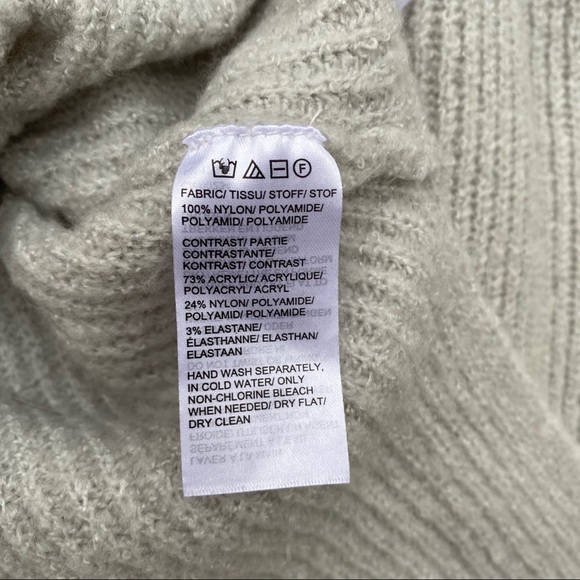 F
FABRIC/ TISSU/ STOFF/ STOF
100% NYLON/ POLYAMIDE/
POLYAMID/ POLYAMIDE
CONTRAST/ PARTIE
CONTRASTANTE/
KONTRAST/ CONTRAST
73% ACRYLIC/ ACRYLIQUE/
POLYACRYL/ ACRYL
24% NYLON/ POLYAMIDE/
POLYAMID/ POLYAMIDE
3% ELASTANE/
ÉLASTHANNE/ ELASTHAN/
ELASTAAN
HAND WASH SEPARATELY,
IN COLD WATER/ ONLY
NON-CHLORINE BLEACH
WHEN NEEDED/ DRY FLAT/
DRY CLEAN